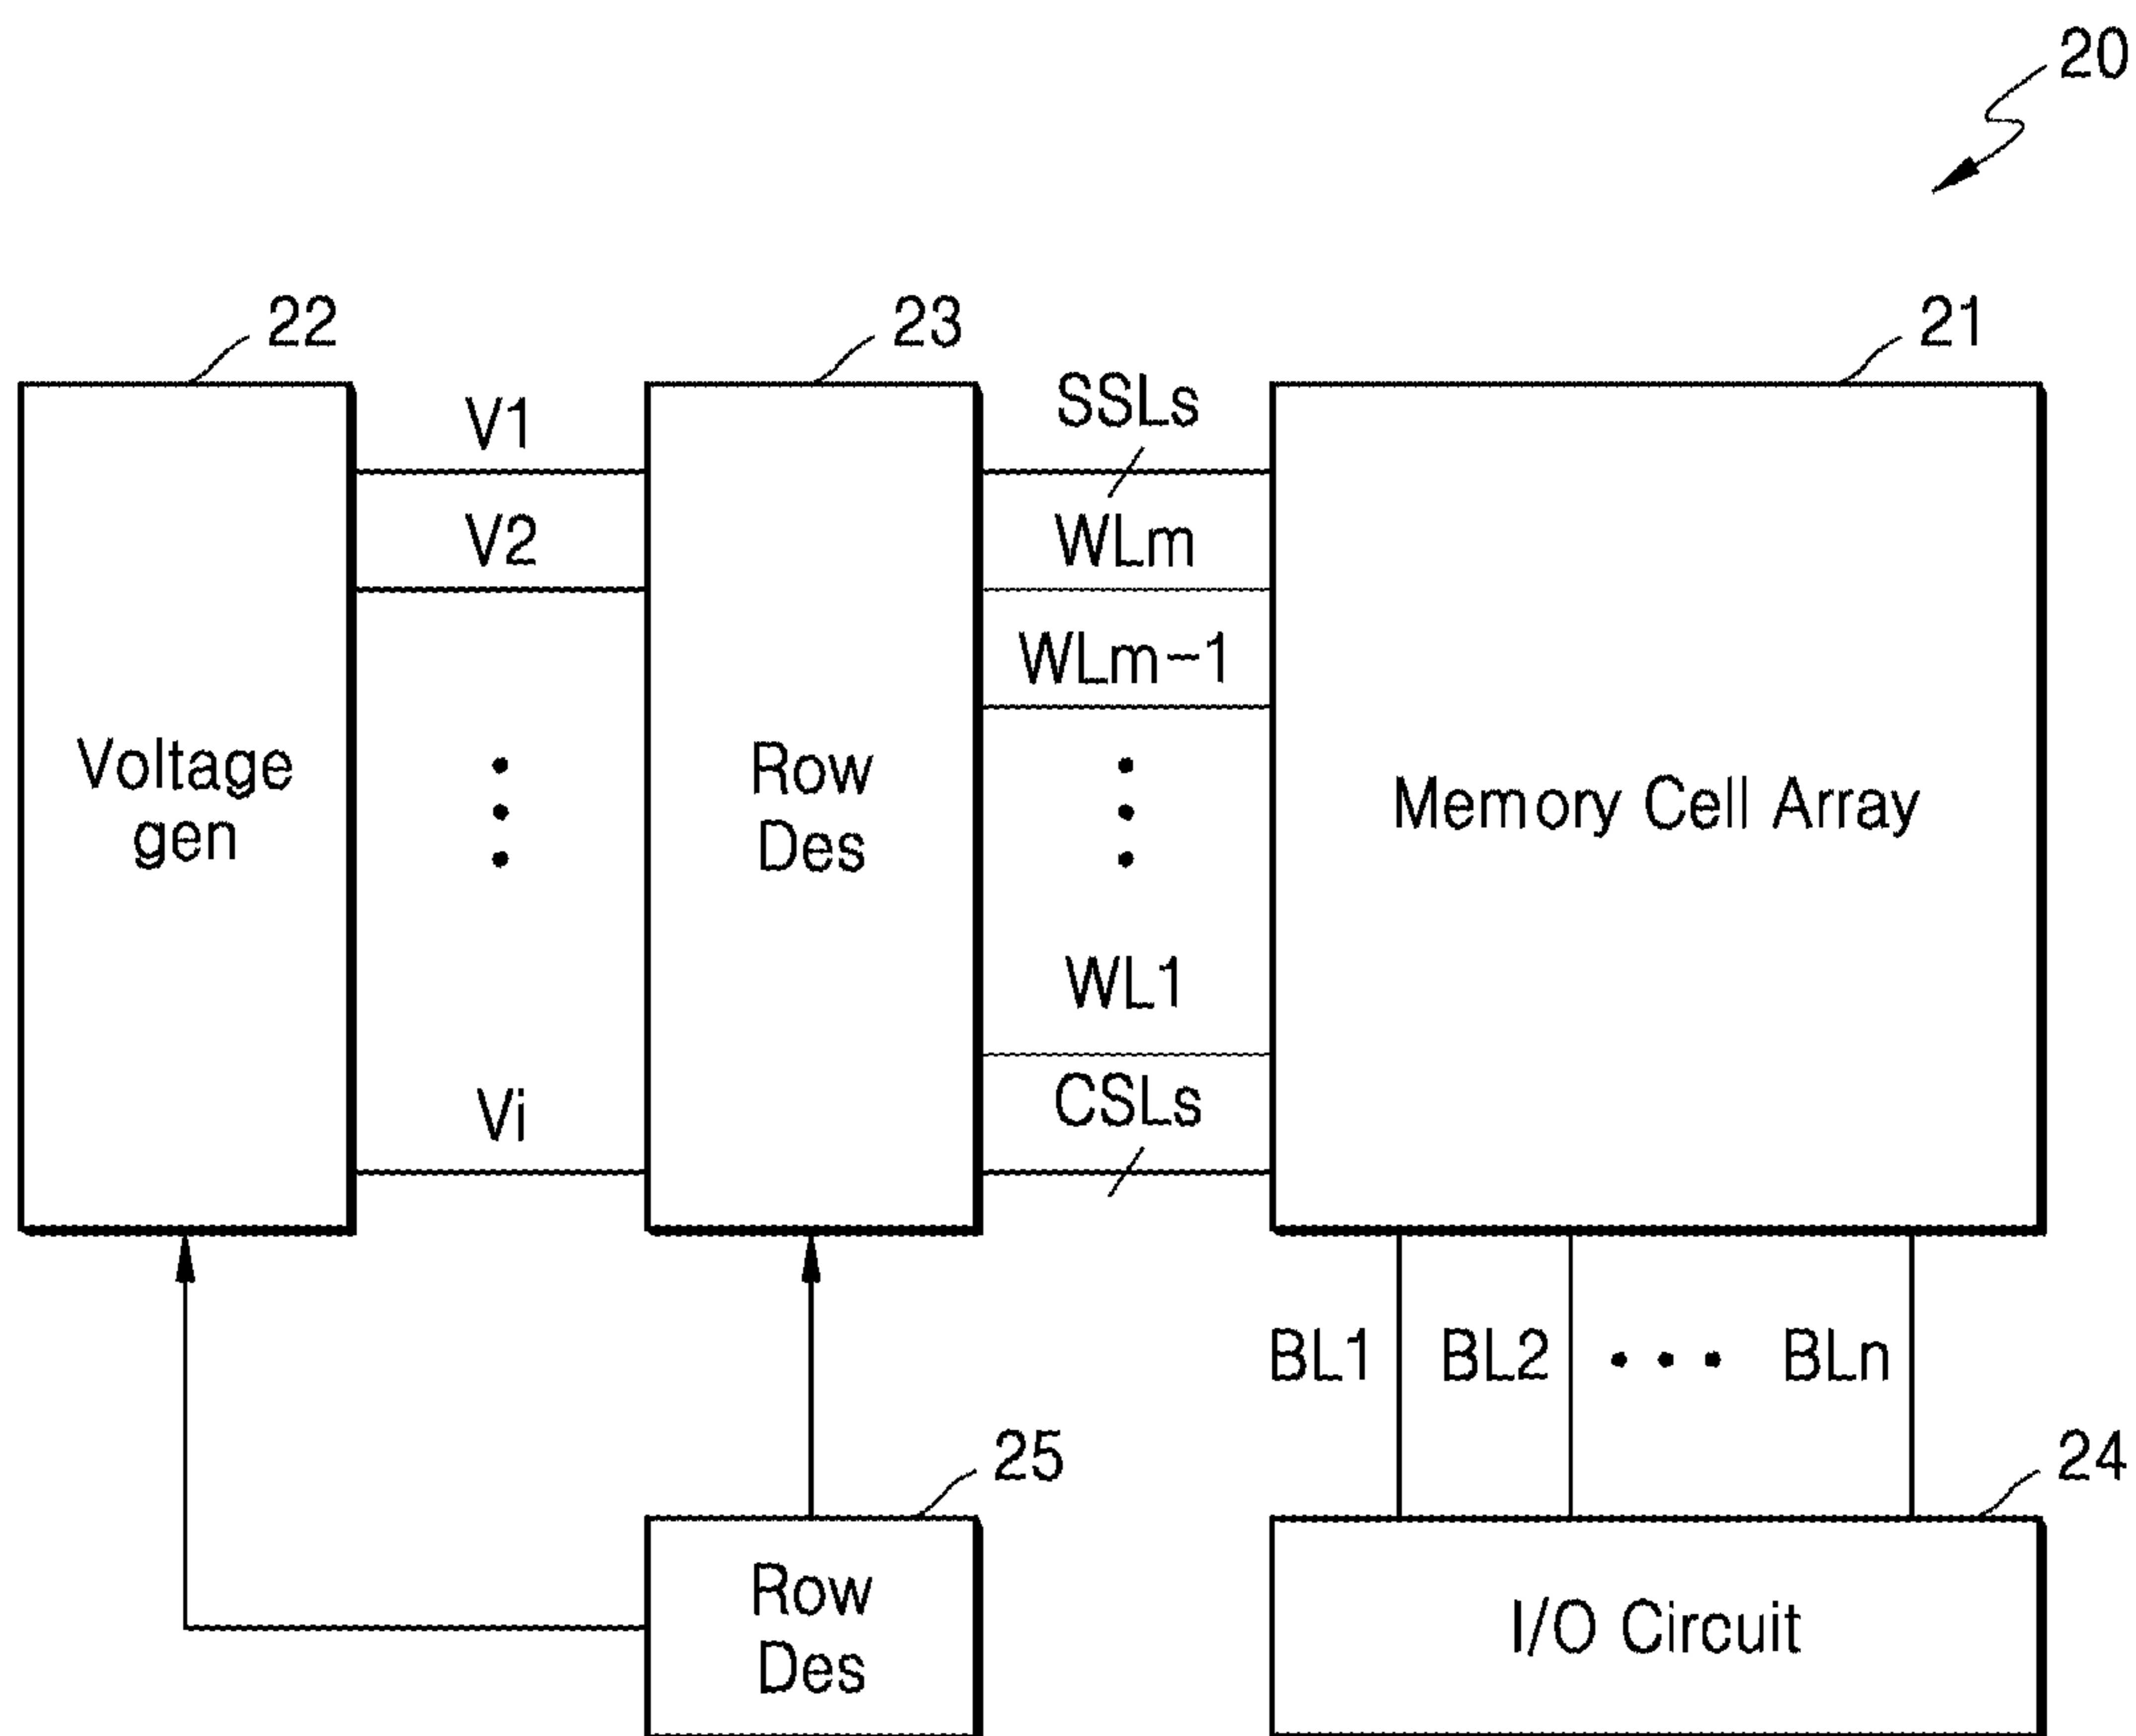 20
22
23
21
V1
SSLs
V2
WLm
WLm-1
Voltage
gen
Row
Des
Memory Cell Array
WL1
Vi
CSLs
BL1
BL2
BLn
25
24
Row
Des
I/O Circuit